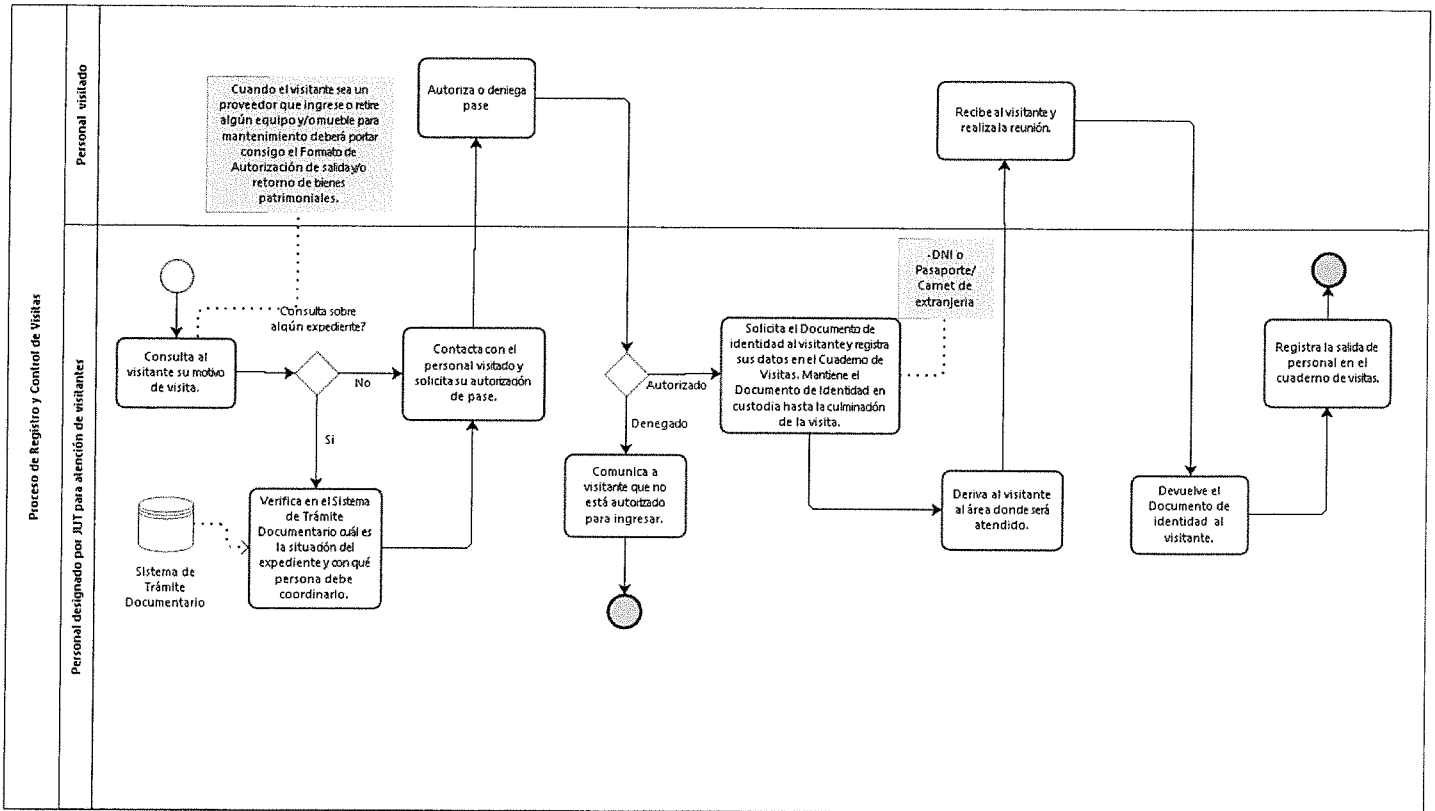 Proceso de Registro y Control de Visitas
Personal visitado
Cuando el visitante sea un
proveedor que ingrese o retire
algún equipo y/o mueble para
mantenimiento deberá portar
consigo el Formato de
Autorización de salida y/o
retorno de bienes
patrimoniales.
Autoriza o deniega
pase
Recibe al visitante y
realiza la reunión.
Personal designado por JUT para atención de visitantes
Consulta al
visitante su motivo
de visita.
Consulta sobre
algún expediente?
No
Si
Contacta con el
personal visitado y
solicita su autorización
de pase.
Sistema de
Trámite
Documentario
Verifica en el Sistema
de Trámite
Documentario cuál es
la situación del
expediente y con qué
persona debe
coordinarlo.
Autorizado
Denegado
Comunica a
visitante que no
está autorizado
para ingresar.
Solicita el Documento de
identidad al visitante y registra
sus datos en el Cuaderno de
Visitas. Mantiene el
Documento de Identidad en
custodia hasta la culminación
de la visita.
-DNI o
Pasaporte/
Carnet de
extranjeria
Deriva al visitante
al área donde será
atendido.
Devuelve el
Documento de
identidad al
visitante.
Registra la salida de
personal en el
cuaderno de visitas.